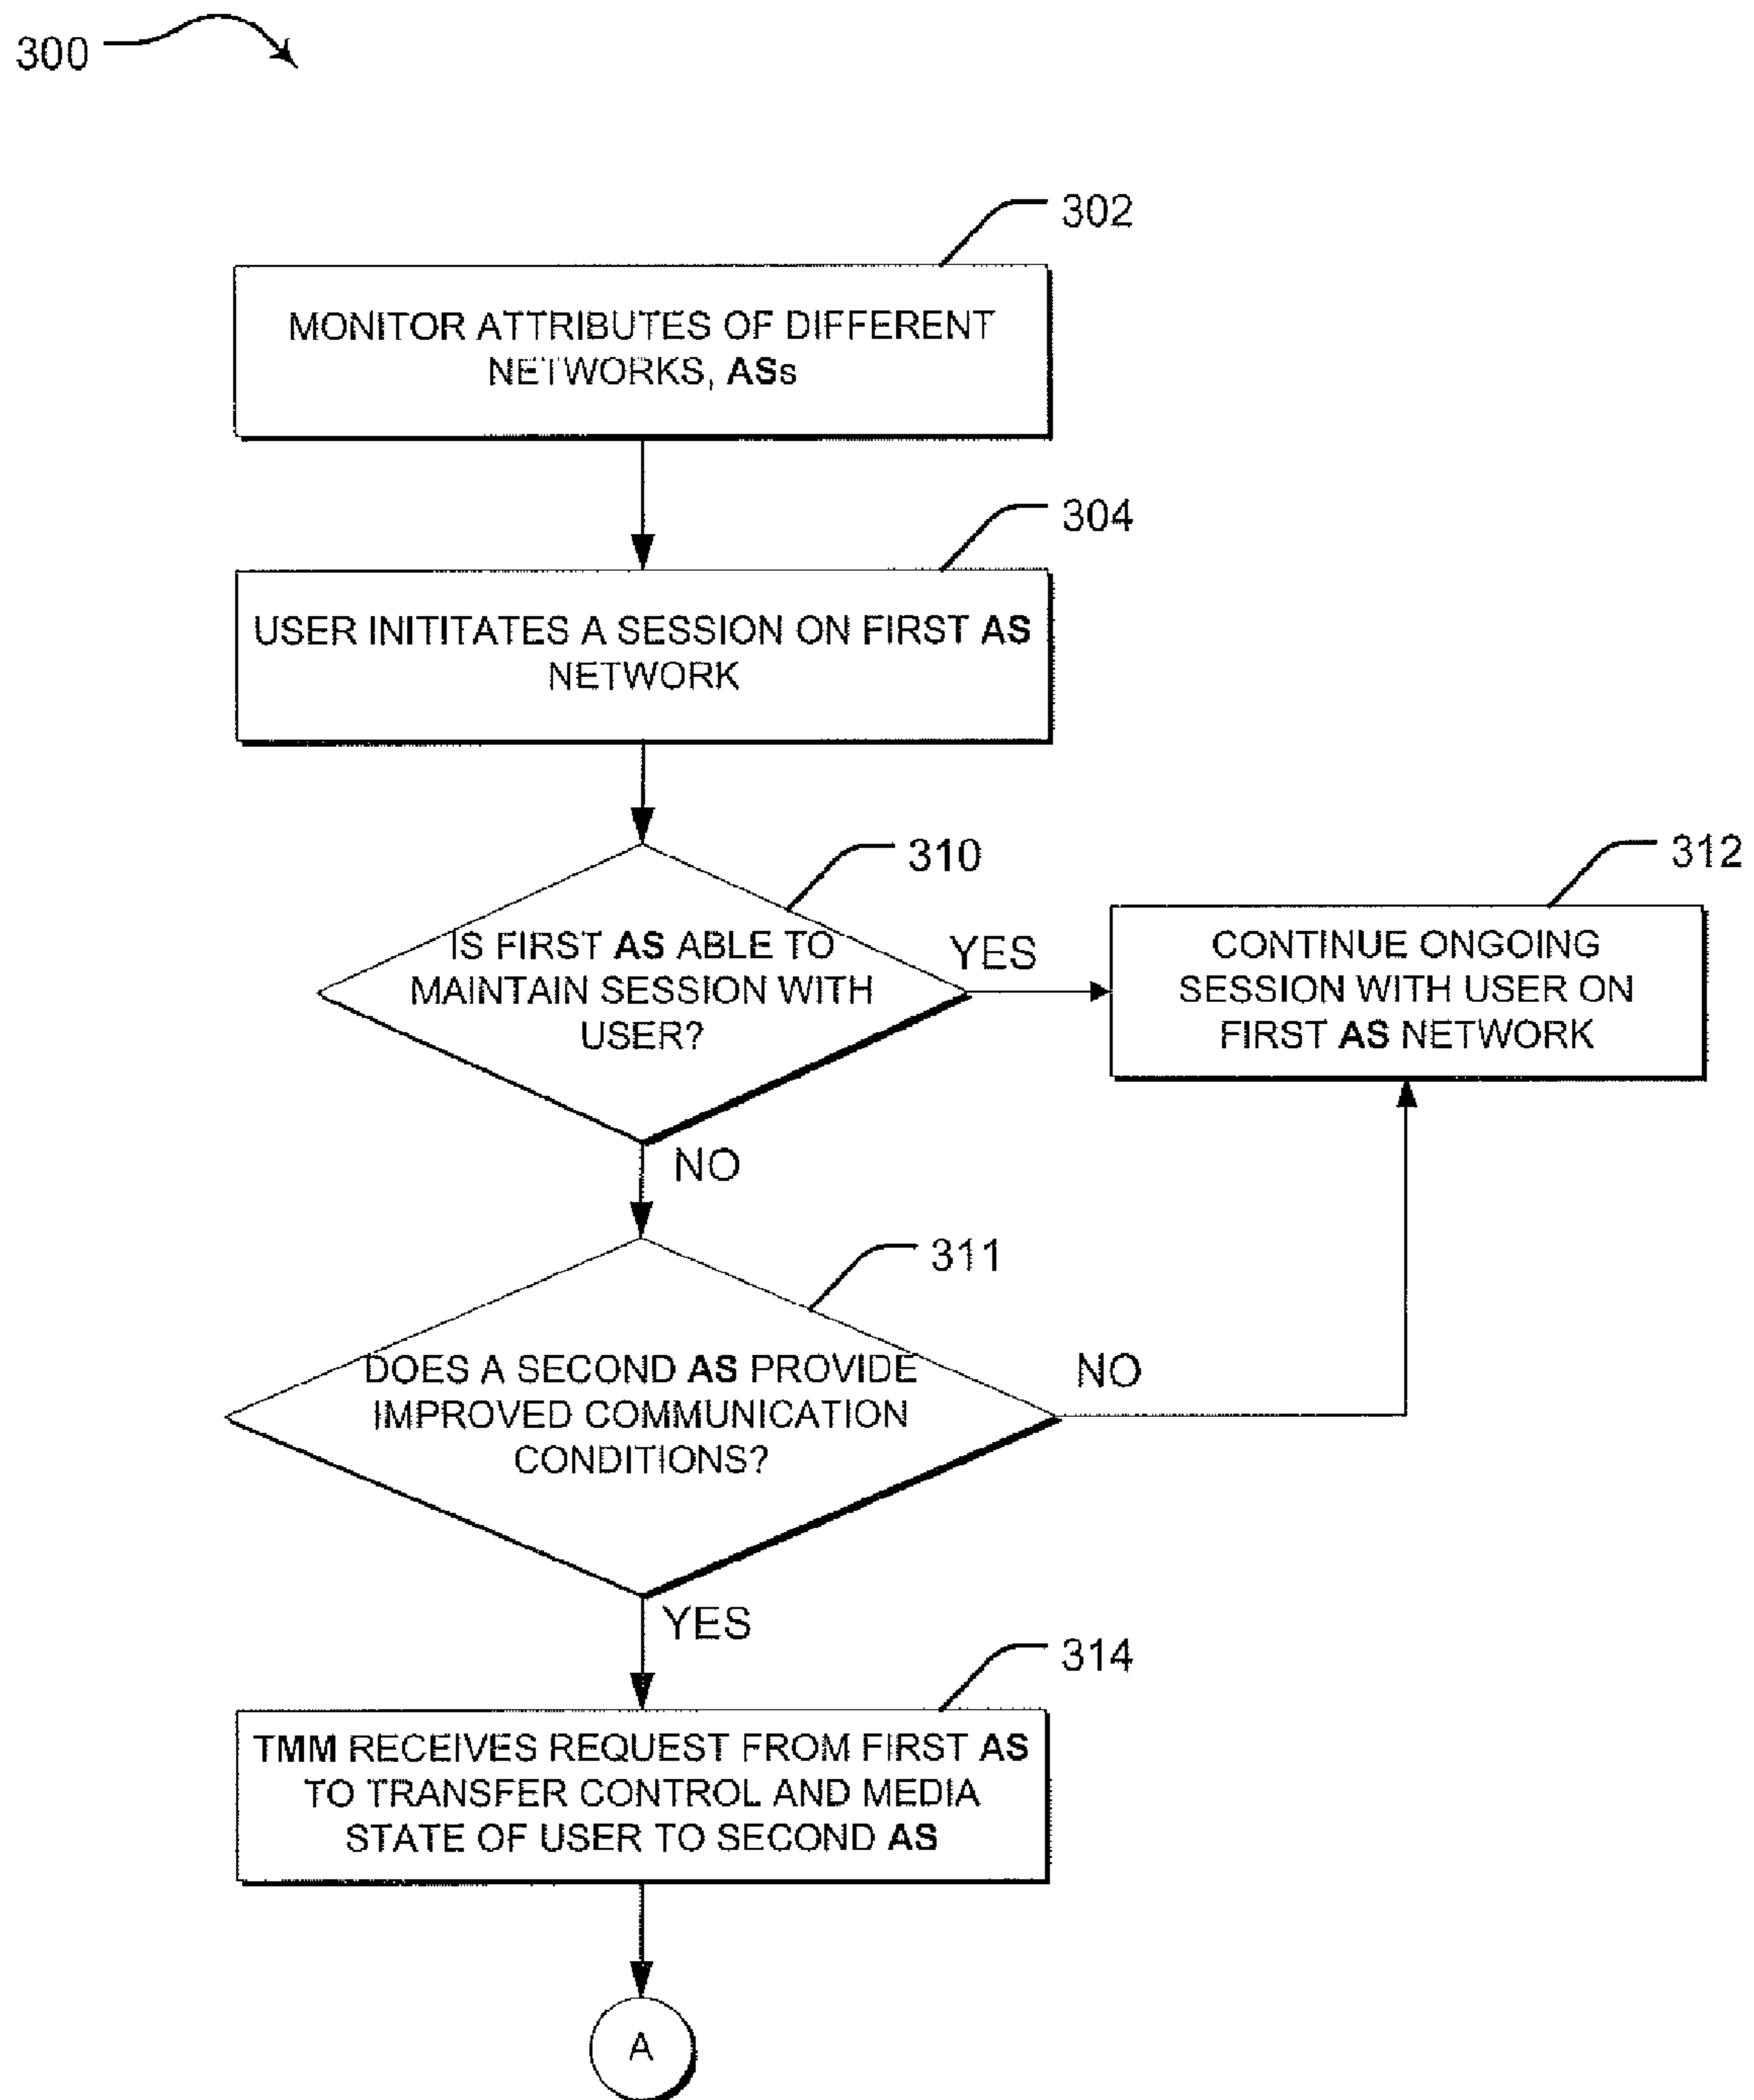 300
302
MONITOR ATTRIBUTES OF DIFFERENT
NETWORKS, ASs
304
USER INITITATES A SESSION ON FIRST AS
NETWORK
310
IS FIRST AS ABLE TO
MAINTAIN SESSION WITH
USER?
YES
312
CONTINUE ONGOING
SESSION WITH USER ON
FIRST AS NETWORK
NO
311
DOES A SECOND AS PROVIDE
IMPROVED COMMUNICATION
CONDITIONS?
NO
YES
314
TMM RECEIVES REQUEST FROM FIRST AS
TO TRANSFER CONTROL AND MEDIA
STATE OF USER TO SECOND AS
A